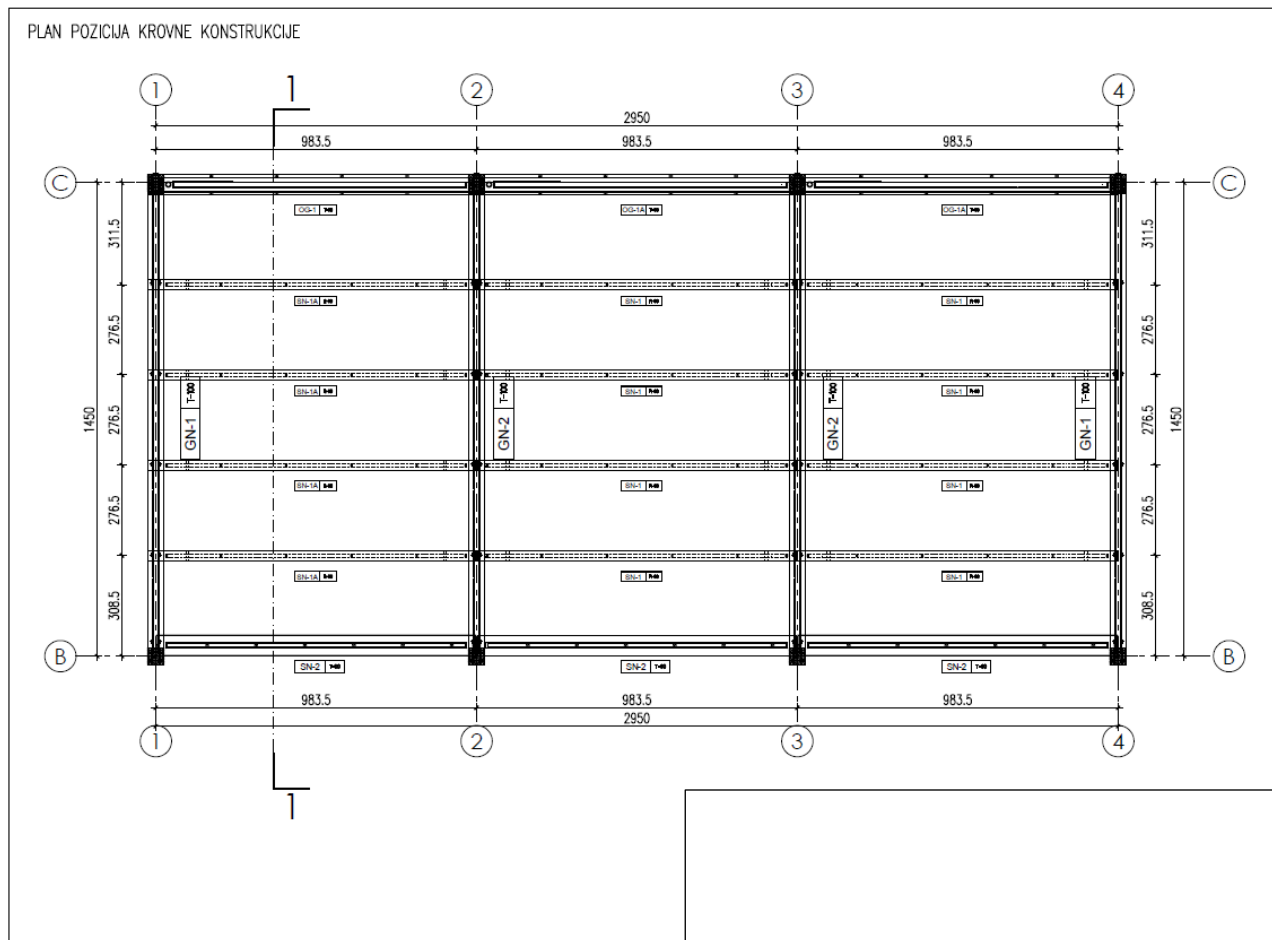 PLAN POZICIJA KROVNE KONSTRUKCIJE
1 1 2 3 4
2950
983.5 983.5 983.5
C C
OG-1 OG-1A OG-1A
311.5 311.5
SN-1A SN-1 SN-1
276.5 276.5
SN-1A SN-1 SN-1
GN-1 T-100 GN-2 T-100 GN-2 T-100 GN-1 T-100
1450 276.5 276.5 1450
SN-1A SN-1 SN-1
276.5 276.5
SN-1A SN-1 SN-1
308.5 308.5
B B
SN-2 SN-2 SN-2
983.5 983.5 983.5
2950
1 2 3 4
1